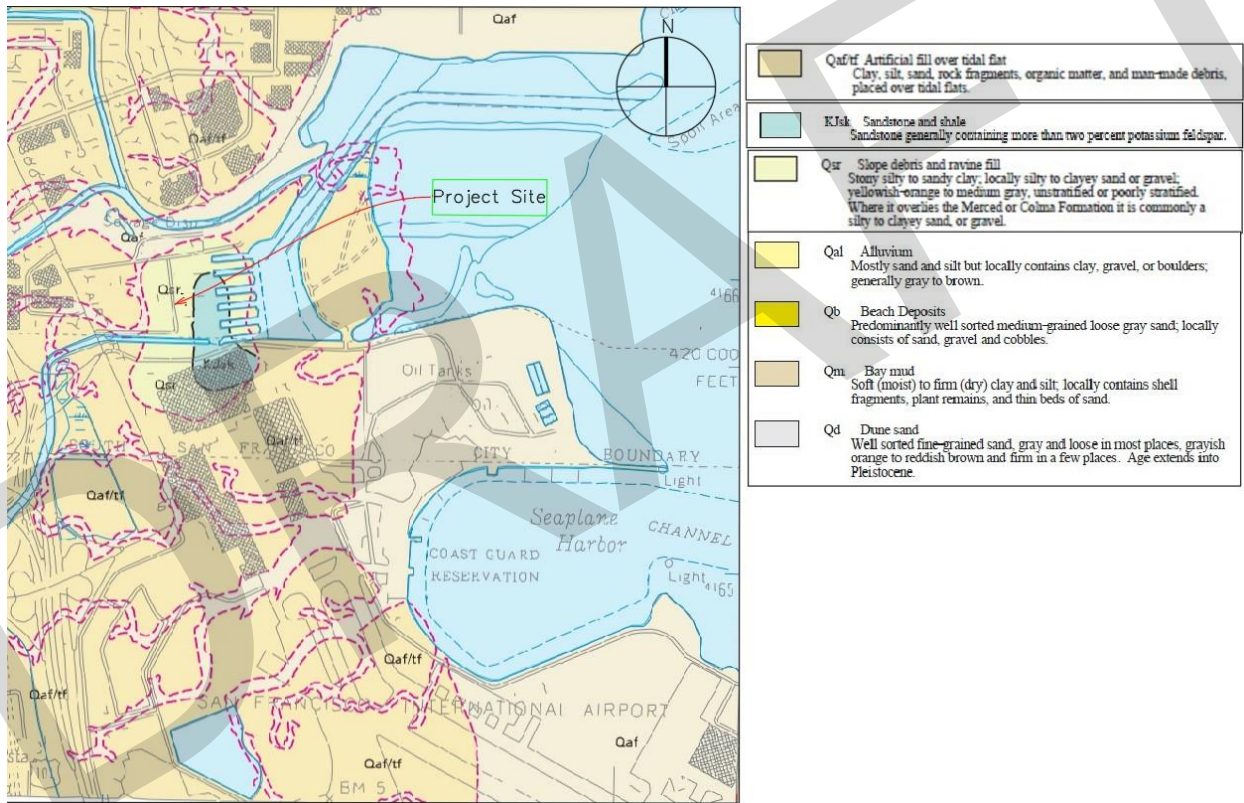 Qaf
N
Qaf/tf
Spoil Area
Project Site
Qaf
Qsr
4166
420 000
FEET
KJsk
Oil Tanks
Oil
Qsr
Qaf/tf
SOUTH SAN FRANCISCO CITY BOUNDARY
Light
Qaf/tf
Seaplane
Harbor
CHANNEL
COAST GUARD
RESERVATION
Light
4165
Qaf/tf
Qaf/tf
SAN FRANCISCO INTERNATIONAL AIRPORT
Qaf
Qaf/tf
BM 5
Qaf/tf Artificial fill over tidal flat
Clay, silt, sand, rock fragments, organic matter, and man-made debris,
placed over tidal flats.
KJsk Sandstone and shale
Sandstone generally containing more than two percent potassium feldspar.
Qsr Slope debris and ravine fill
Stony silty to sandy clay; locally silty to clayey sand or gravel;
yellowish-orange to medium gray, unstratified or poorly stratified.
Where it overlies the Merced or Colma Formation it is commonly a
silty to clayey sand, or gravel.
Qal Alluvium
Mostly sand and silt but locally contains clay, gravel, or boulders;
generally gray to brown.
Qb Beach Deposits
Predominantly well sorted medium-grained loose gray sand; locally
consists of sand, gravel and cobbles.
Qm Bay mud
Soft (moist) to firm (dry) clay and silt; locally contains shell
fragments, plant remains, and thin beds of sand.
Qd Dune sand
Well sorted fine-grained sand, gray and loose in most places, grayish
orange to reddish brown and firm in a few places. Age extends into
Pleistocene.
DRAFT